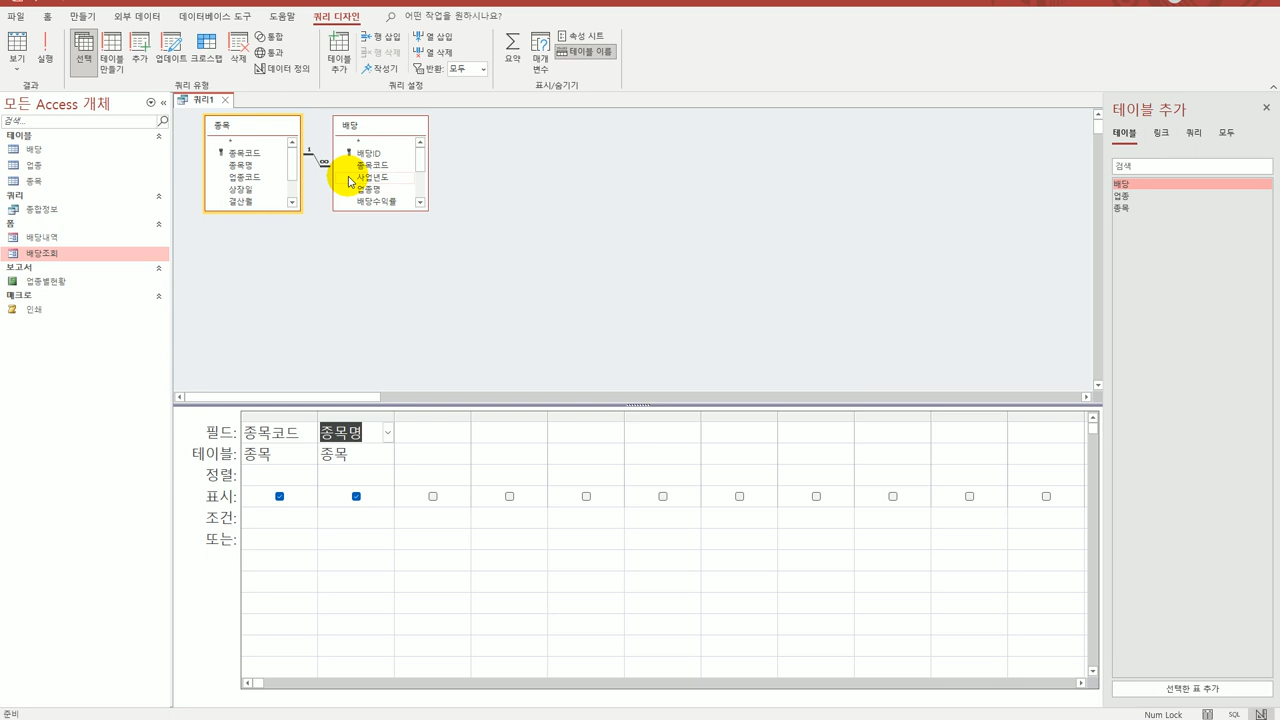 파일 홈 만들기 외부 데이터 데이터베이스 도구 도움말 쿼리 디자인 어떤 작업을 원하시나요?
보기 실행 선택 테이블 만들기 추가 업데이트 크로스탭 삭제 통합 통과 데이터 정의
테이블 추가 행 삽입 행 삭제 작성기 열 삽입 열 삭제 반환: 모두
요약 매개 변수 속성 시트 테이블 이름
결과 쿼리 유형 쿼리 설정 표시/숨기기
모든 Access 개체
검색...
테이블
배당
업종
종목
쿼리
종합정보
폼
배당내역
배당조회
보고서
업종별현황
매크로
인쇄
쿼리1
종목
*
종목코드
종목명
업종코드
상장일
결산월
1
∞
배당
*
배당ID
종목코드
사업년도
업종명
배당수익률
필드: 종목코드 종목명
테이블: 종목 종목
정렬:
표시:
조건:
또는:
테이블 추가
테이블 링크 쿼리 모두
검색
배당
업종
종목
선택한 표 추가
준비
Num Lock SQL